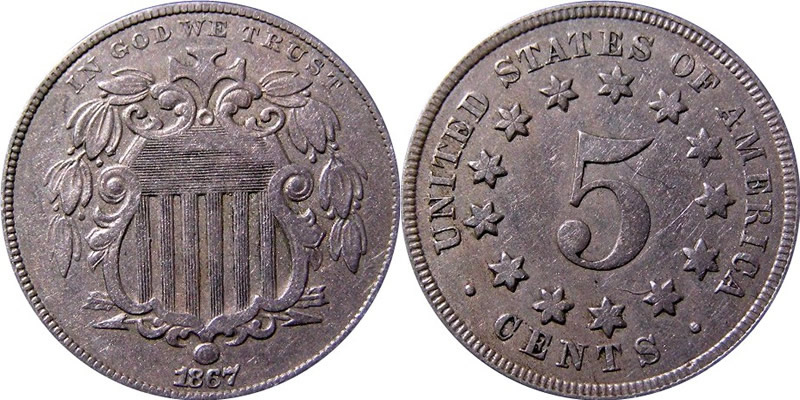 IN GOD WE TRUST
1867
UNITED STATES OF AMERICA
5
CENTS